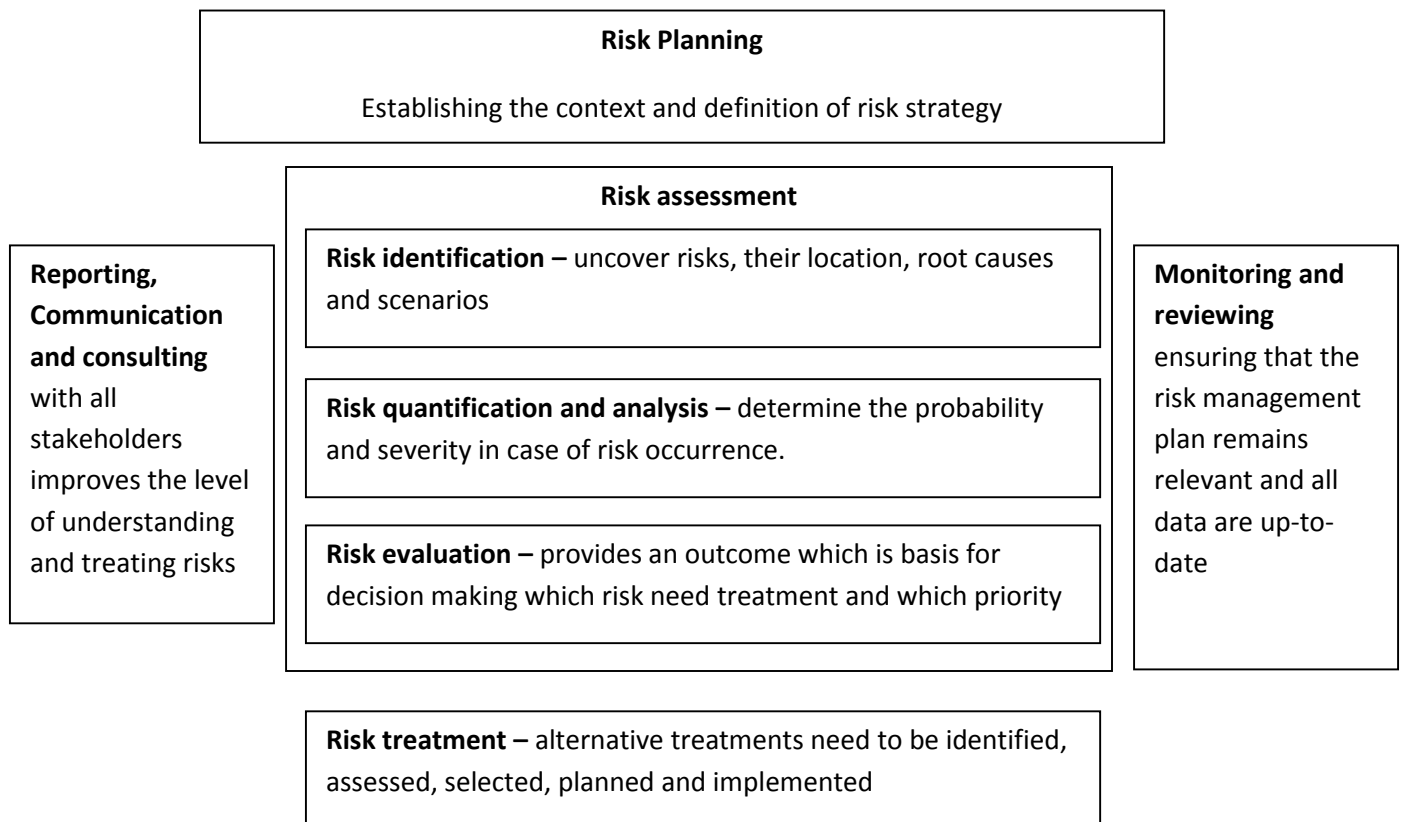 Risk Planning
Establishing the context and definition of risk strategy
Risk assessment
Risk identification – uncover risks, their location, root causes
and scenarios
Risk quantification and analysis – determine the probability
and severity in case of risk occurrence.
Risk evaluation – provides an outcome which is basis for
decision making which risk need treatment and which priority
Reporting,
Communication
and consulting
with all
stakeholders
improves the level
of understanding
and treating risks
Monitoring and
reviewing
ensuring that the
risk management
plan remains
relevant and all
data are up-to-
date
Risk treatment – alternative treatments need to be identified,
assessed, selected, planned and implemented